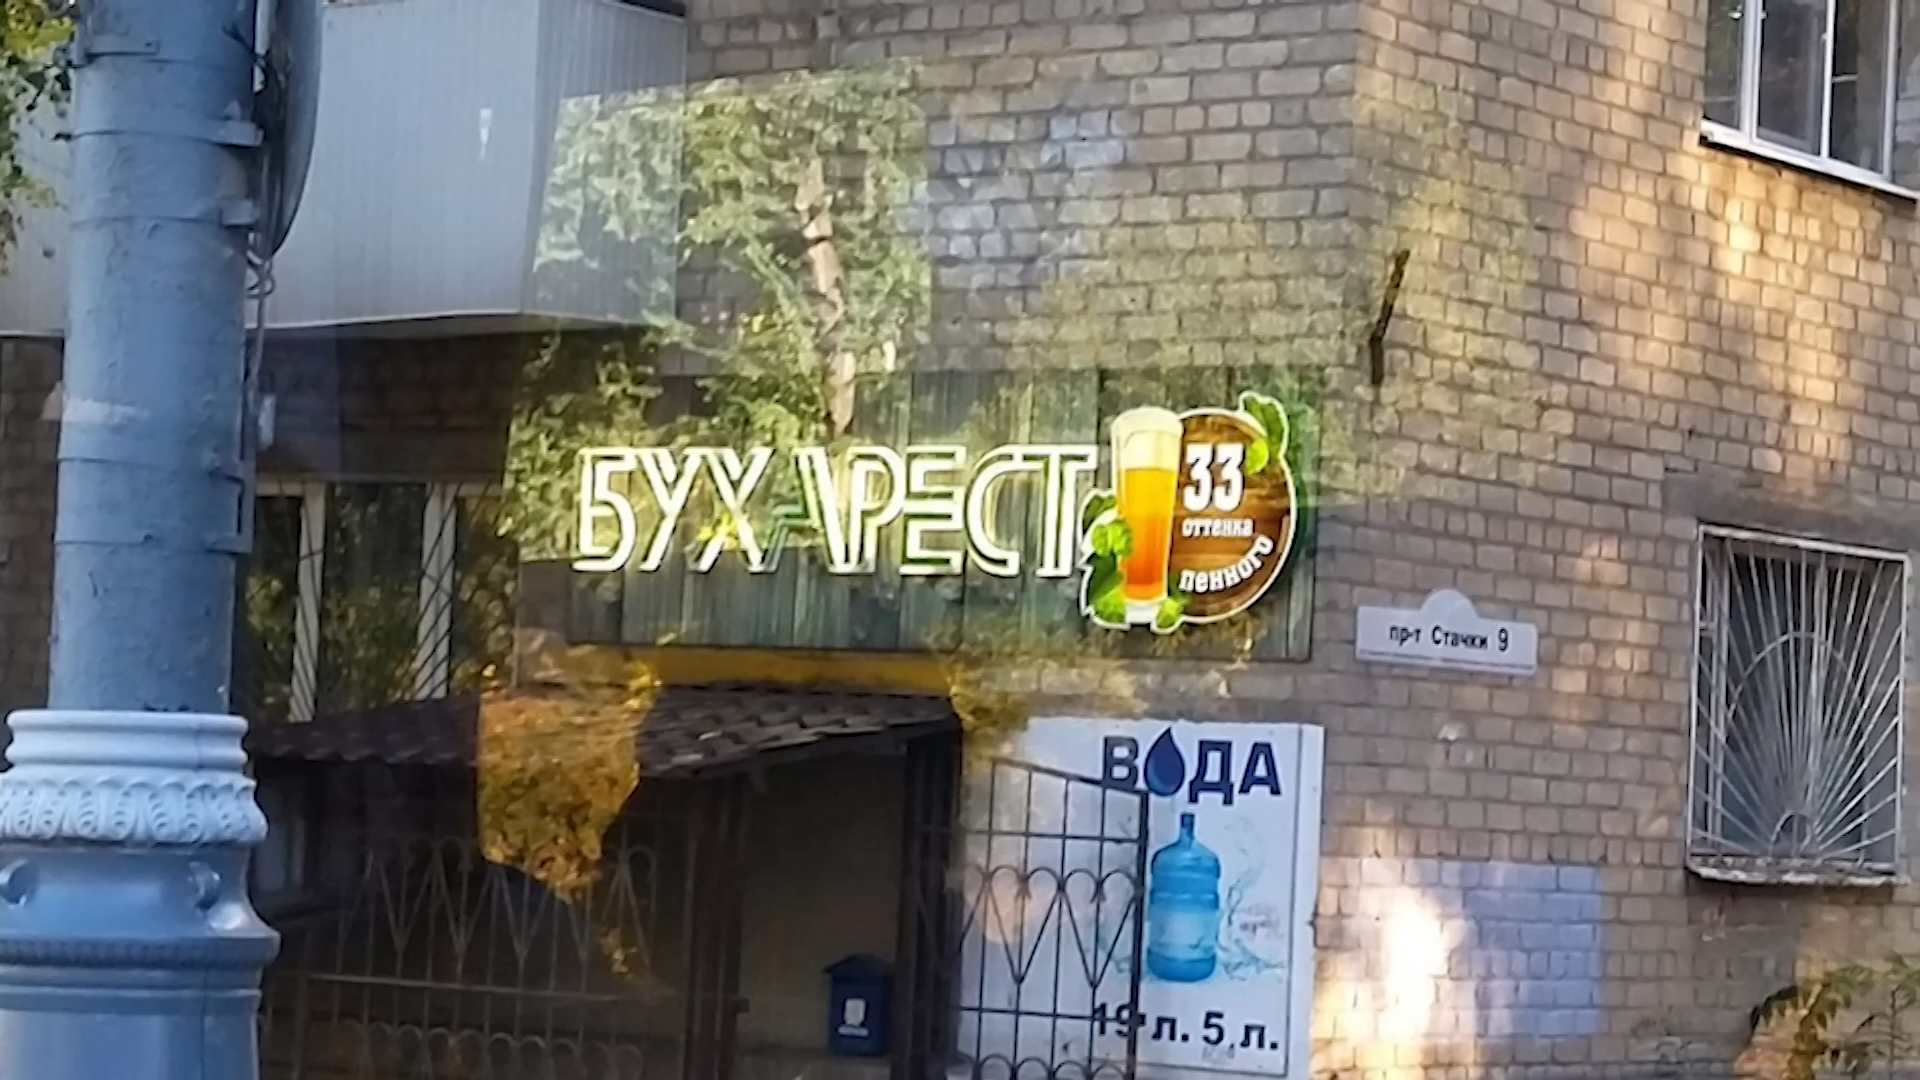 БУХАРЕСТ
33
оттенка
пенного
пр-т Стачки 9
ВОДА
19 л. 5 л.